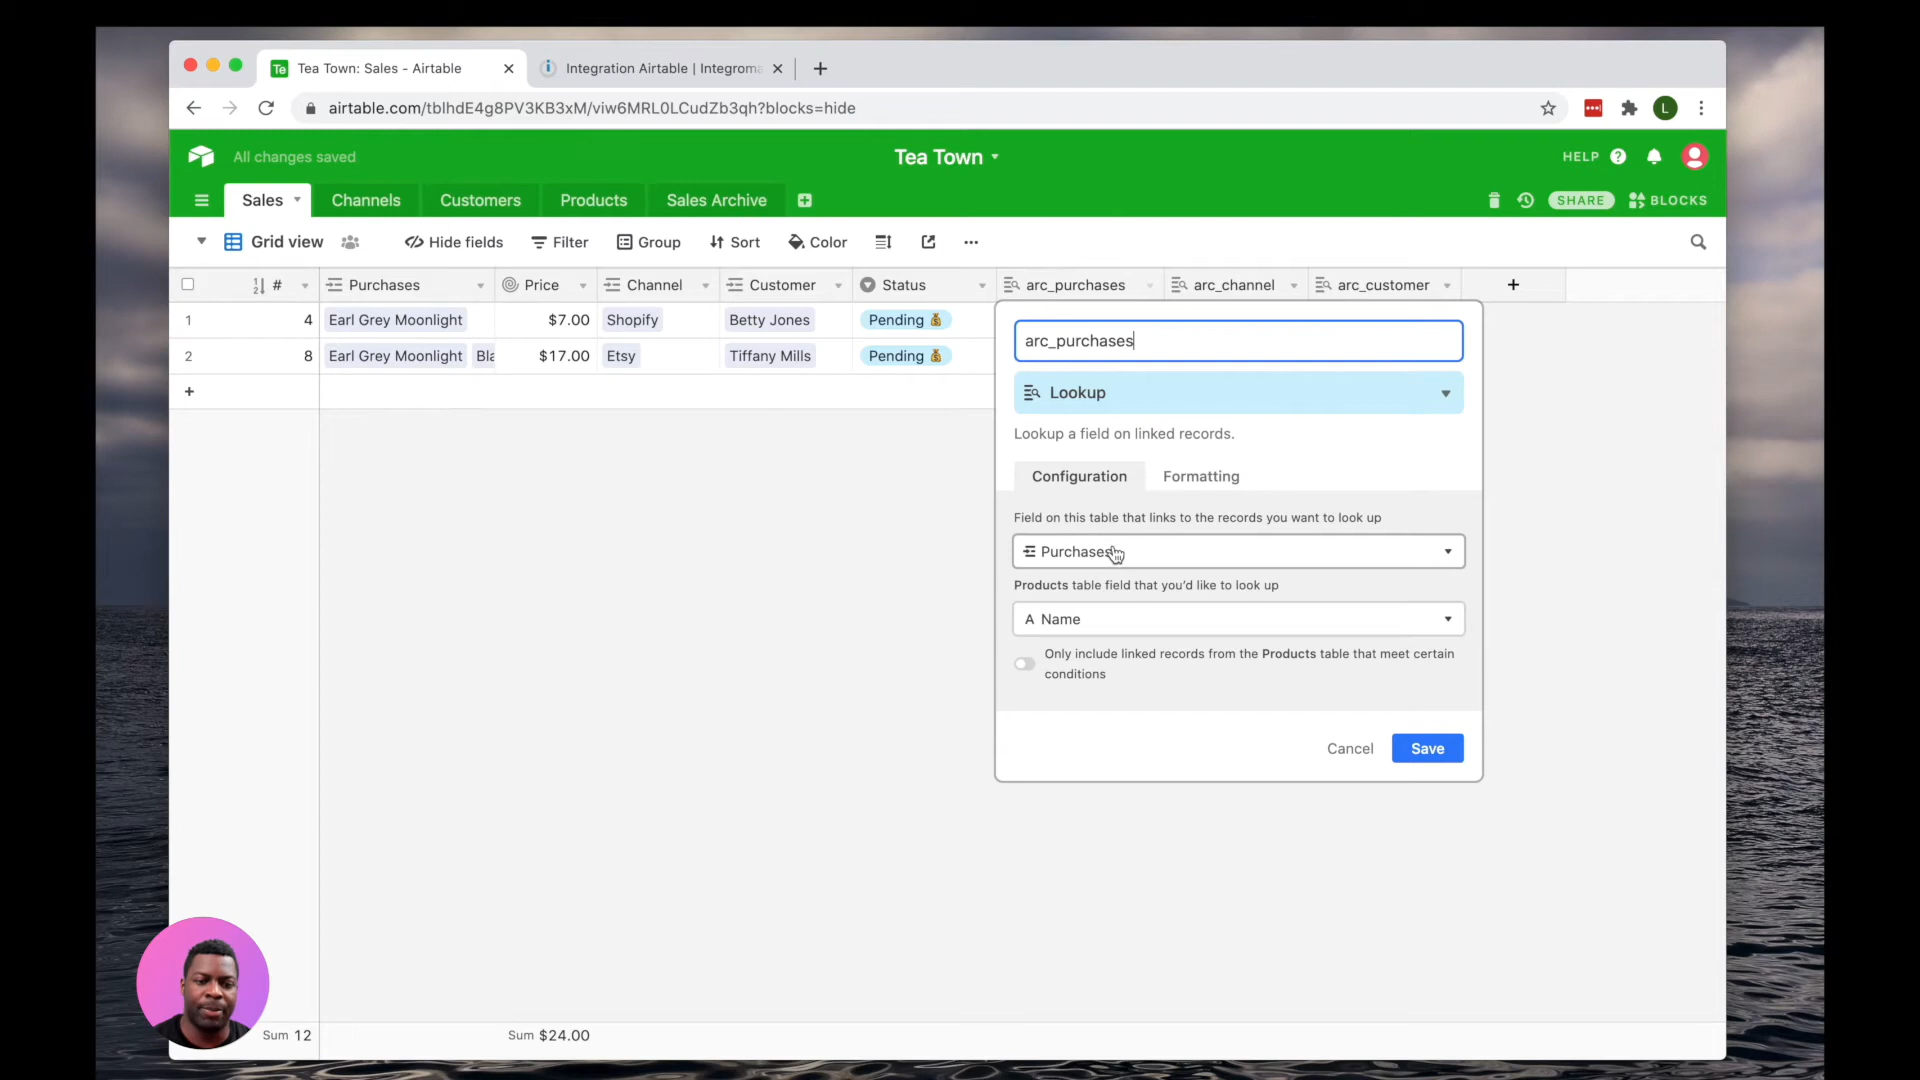 Te Tea Town: Sales - Airtable
Integration Airtable | Integroma
airtable.com/tblhdE4g8PV3KB3xM/viw6MRL0LCudZb3qh?blocks=hide
L
All changes saved
Tea Town
HELP
Sales
Channels
Customers
Products
Sales Archive
SHARE
BLOCKS
Grid view
Hide fields
Filter
Group
Sort
Color
#
Purchases
Price
Channel
Customer
Status
arc_purchases
arc_channel
arc_customer
1 4 Earl Grey Moonlight $7.00 Shopify Betty Jones Pending 💰
2 8 Earl Grey Moonlight Bla $17.00 Etsy Tiffany Mills Pending 💰
arc_purchases
Lookup
Lookup a field on linked records.
Configuration
Formatting
Field on this table that links to the records you want to look up
Purchases
Products table field that you'd like to look up
A Name
Only include linked records from the Products table that meet certain
conditions
Cancel
Save
Sum 12
Sum $24.00